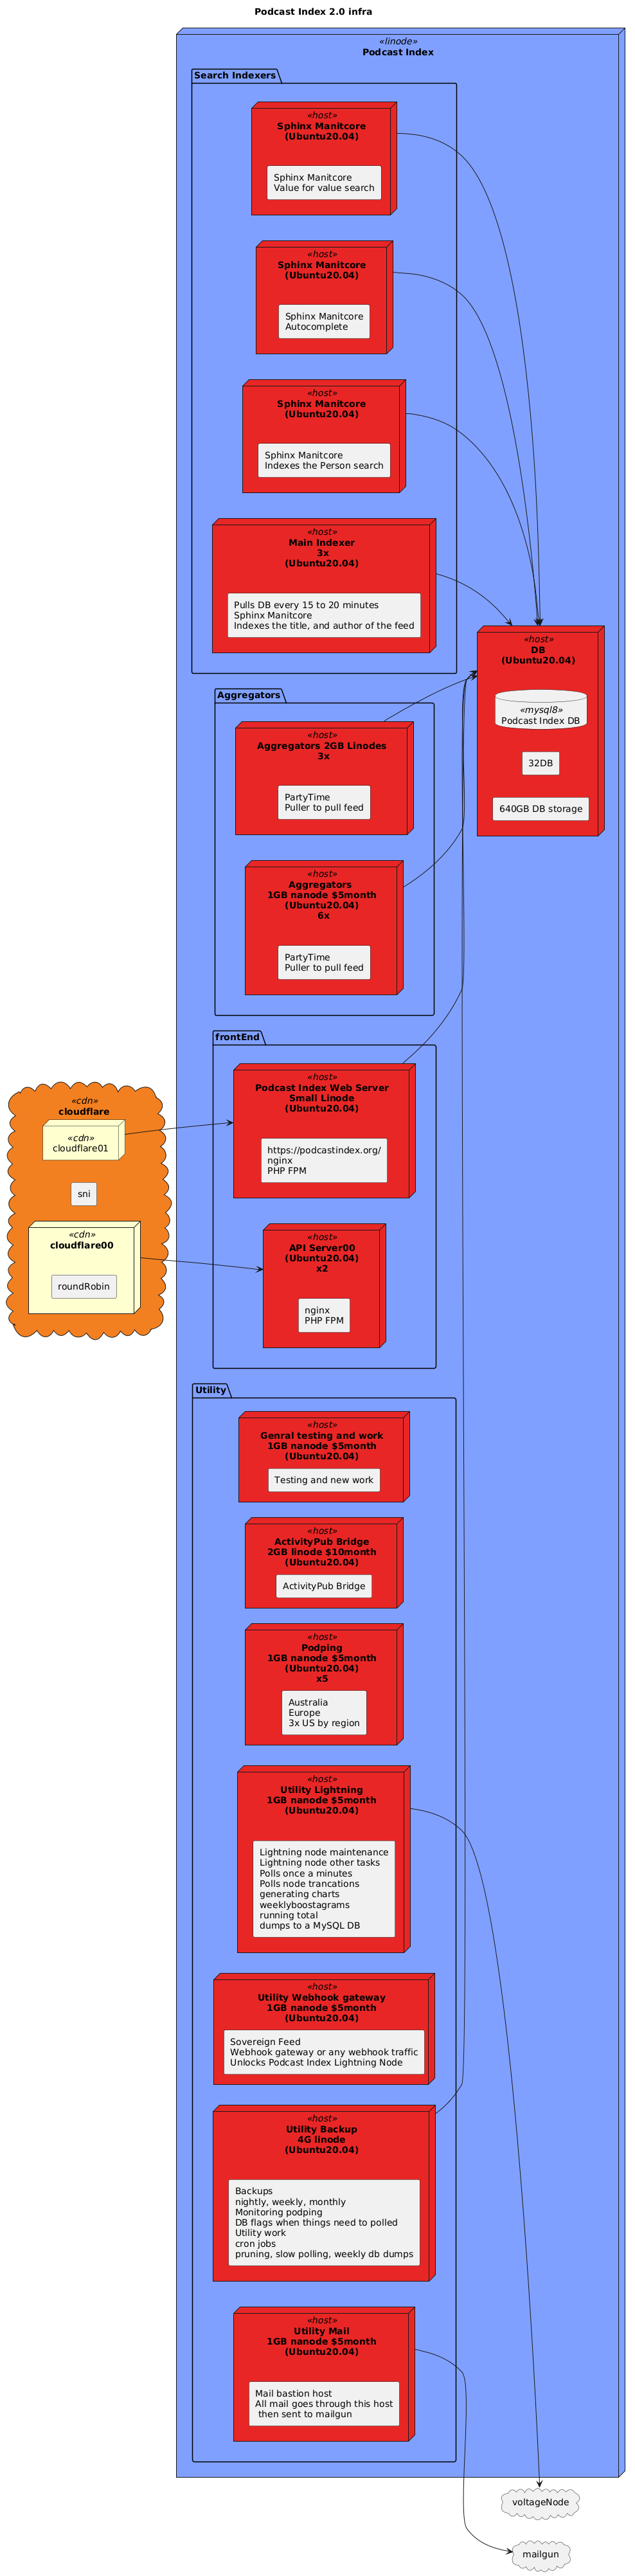 Podcast Index 2.0 infra
«linode»
Podcast Index
Search Indexers
«host»
Sphinx Manitcore
(Ubuntu20.04)
Sphinx Manitcore
Value for value search
«host»
Sphinx Manitcore
(Ubuntu20.04)
Sphinx Manitcore
Autocomplete
«host»
Sphinx Manitcore
(Ubuntu20.04)
Sphinx Manitcore
Indexes the Person search
«host»
Main Indexer
3x
(Ubuntu20.04)
Pulls DB every 15 to 20 minutes
Sphinx Manitcore
Indexes the title, and author of the feed
«host»
DB
(Ubuntu20.04)
«mysql8»
Podcast Index DB
32DB
640GB DB storage
Aggregators
«host»
Aggregators 2GB Linodes
3x
PartyTime
Puller to pull feed
«host»
Aggregators
1GB nanode $5month
(Ubuntu20.04)
6x
PartyTime
Puller to pull feed
frontEnd
«host»
Podcast Index Web Server
Small Linode
(Ubuntu20.04)
https://podcastindex.org/
nginx
PHP FPM
«cdn»
cloudflare
«cdn»
cloudflare01
sni
«cdn»
cloudflare00
roundRobin
«host»
API Server00
(Ubuntu20.04)
x2
nginx
PHP FPM
Utility
«host»
Genral testing and work
1GB nanode $5month
(Ubuntu20.04)
Testing and new work
«host»
ActivityPub Bridge
2GB linode $10month
(Ubuntu20.04)
ActivityPub Bridge
«host»
Podping
1GB nanode $5month
(Ubuntu20.04)
x5
Australia
Europe
3x US by region
«host»
Utility Lightning
1GB nanode $5month
(Ubuntu20.04)
Lightning node maintenance
Lightning node other tasks
Polls once a minutes
Polls node trancations
generating charts
weeklyboostagrams
running total
dumps to a MySQL DB
«host»
Utility Webhook gateway
1GB nanode $5month
(Ubuntu20.04)
Sovereign Feed
Webhook gateway or any webhook traffic
Unlocks Podcast Index Lightning Node
«host»
Utility Backup
4G linode
(Ubuntu20.04)
Backups
nightly, weekly, monthly
Monitoring podping
DB flags when things need to polled
Utility work
cron jobs
pruning, slow polling, weekly db dumps
«host»
Utility Mail
1GB nanode $5month
(Ubuntu20.04)
Mail bastion host
All mail goes through this host
then sent to mailgun
voltageNode
mailgun